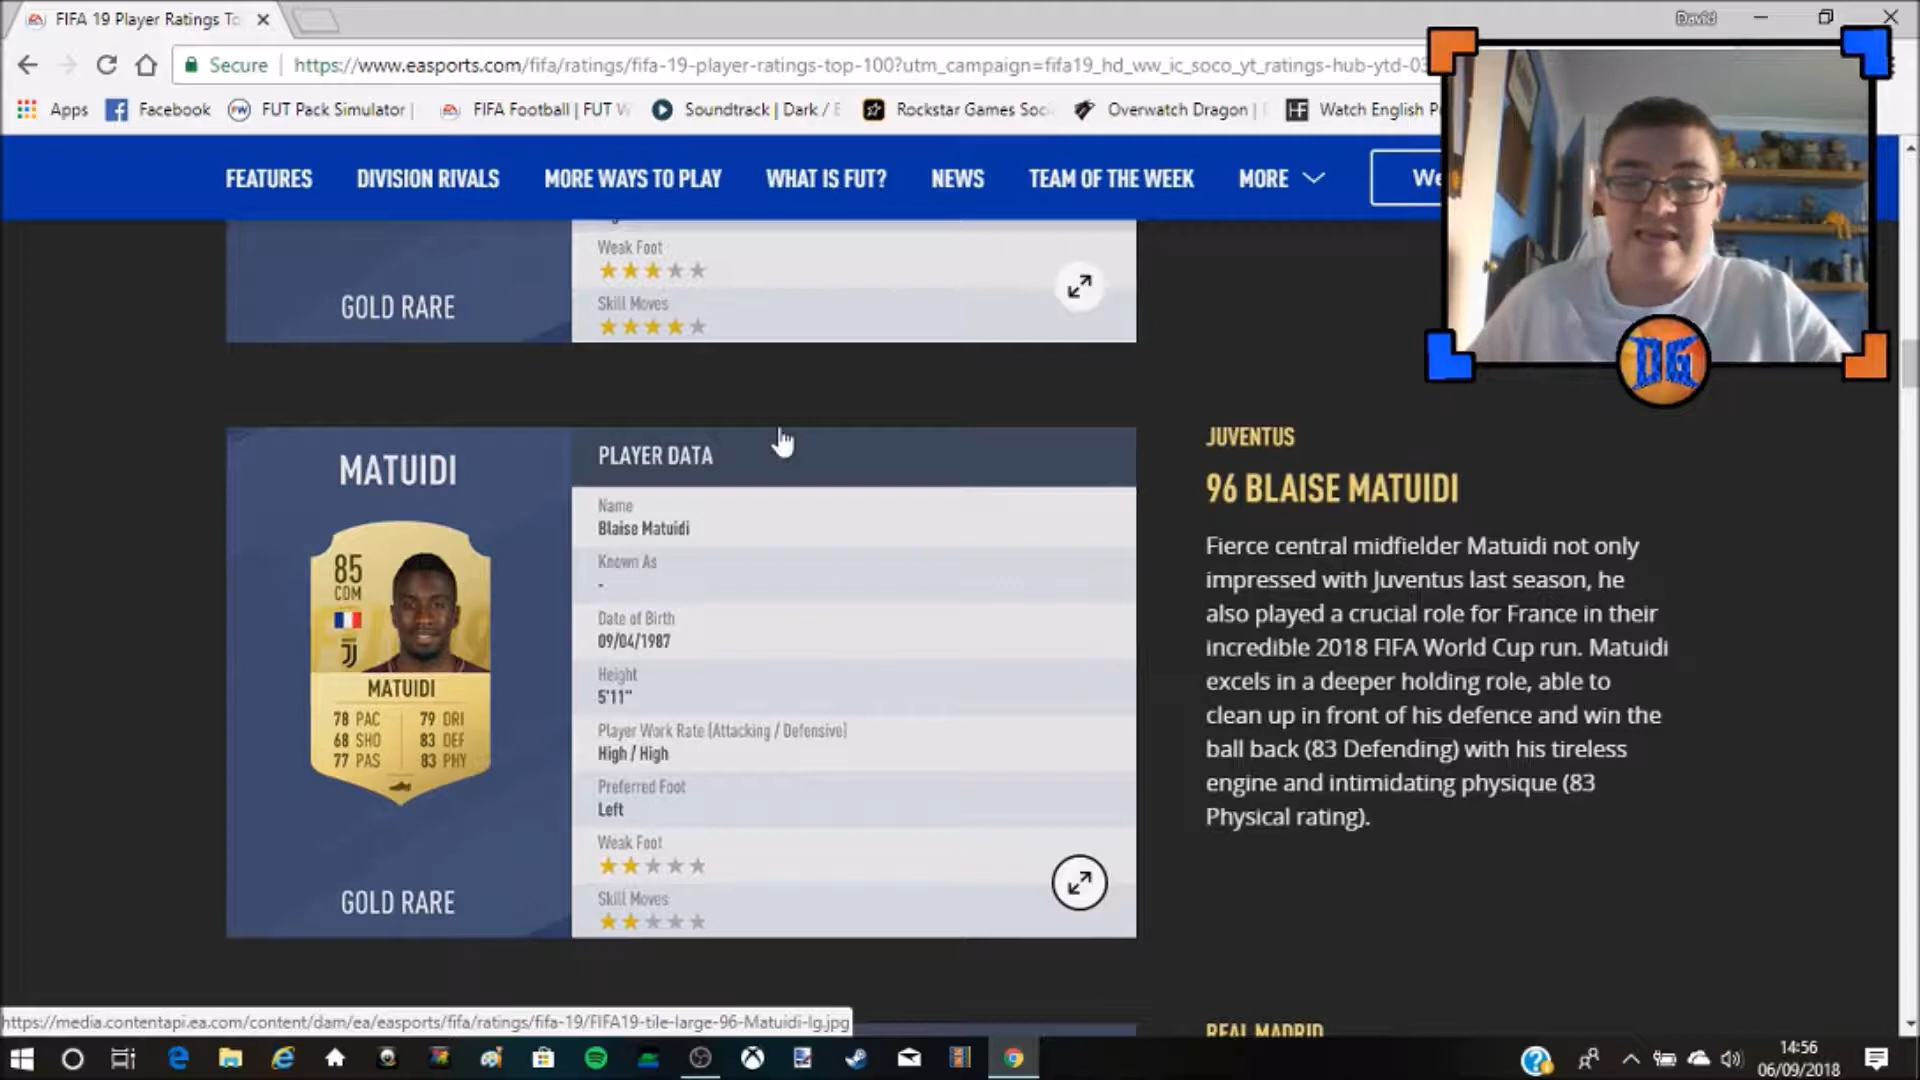 FIFA 19 Player Ratings To
David
Secure
https://www.easports.com/fifa/ratings/fifa-19-player-ratings-top-100?utm_campaign=fifa19_hd_ww_ic_soco_yt_ratings-hub-ytd-03
Apps
Facebook
FUT Pack Simulator |
FIFA Football | FUT W
Soundtrack | Dark / E
Rockstar Games Soc
Overwatch Dragon |
Watch English P
FEATURES
DIVISION RIVALS
MORE WAYS TO PLAY
WHAT IS FUT?
NEWS
TEAM OF THE WEEK
MORE
We
DG
Weak Foot
Skill Moves
GOLD RARE
MATUIDI
85
CDM
MATUIDI
78 PAC 79 DRI
68 SHO 83 DEF
77 PAS 83 PHY
GOLD RARE
PLAYER DATA
Name
Blaise Matuidi
Known As
-
Date of Birth
09/04/1987
Height
5'11"
Player Work Rate (Attacking / Defensive)
High / High
Preferred Foot
Left
Weak Foot
Skill Moves
JUVENTUS
96 BLAISE MATUIDI
Fierce central midfielder Matuidi not only
impressed with Juventus last season, he
also played a crucial role for France in their
incredible 2018 FIFA World Cup run. Matuidi
excels in a deeper holding role, able to
clean up in front of his defence and win the
ball back (83 Defending) with his tireless
engine and intimidating physique (83
Physical rating).
REAL MADRID
https://media.contentapi.ea.com/content/dam/ea/easports/fifa/ratings/fifa-19/FIFA19-tile-large-96-Matuidi-lg.jpg
14:56
06/09/2018